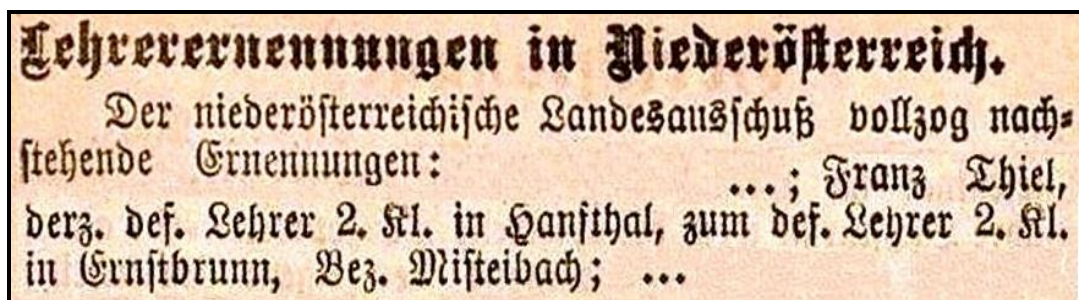 Lehrerernennungen in Niederösterreich.
Der niederösterreichische Landesausschuß vollzog nach=
stehende Ernennungen:
...; Franz Thiel,
derz. def. Lehrer 2. Kl. in Hanfthal, zum def. Lehrer 2. Kl.
in Ernstbrunn, Bez. Misteibach; ...